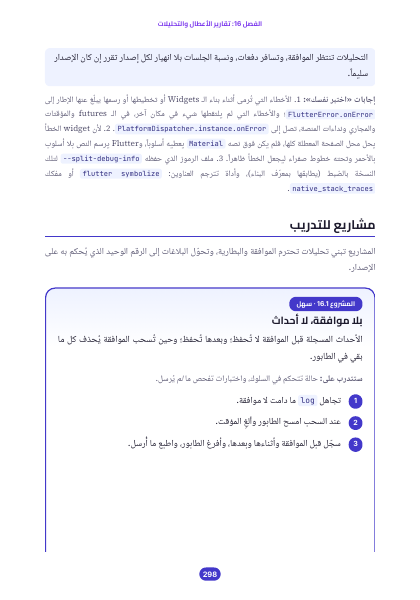 الفصل 16: تقارير الأعطال والتحليلات
التحليلات تنتظر الموافقة، وتسافر دفعات، ونسبة الجلسات بلا انهيار لكل إصدار تقرر إن كان الإصدار
سليماً.
إجابات «اختبر نفسك»: 1. الأخطاء التي تُرمى أثناء بناء الـ Widgets أو تخطيطها أو رسمها يبلّغ عنها الإطار إلى
FlutterError.onError؛ والأخطاء التي لم يلتقطها شيء في مكان آخر، في الـ futures والمؤقتات
والمجاري ونداءات المنصة، تصل إلى PlatformDispatcher.instance.onError. 2. لأن widget الخطأ
يحل محل الصفحة المعطلة كلها، فلم يكن فوق نصه Material يعطيه أسلوباً، وFlutter يرسم النص بلا أسلوب
بالأحمر وتحته خطوط صفراء ليجعل الخطأ ظاهراً. 3. ملف الرموز الذي حفظه --split-debug-info لتلك
النسخة بالضبط (يطابقها بمعرّف البناء)، وأداة تترجم العناوين: flutter symbolize أو مفكك
native_stack_traces.
مشاريع للتدريب
المشاريع تبني تحليلات تحترم الموافقة والبطارية، وتحوّل البلاغات إلى الرقم الوحيد الذي يُحكم به على
الإصدار.
المشروع 16.1 · سهل
بلا موافقة، لا أحداث
الأحداث المسجلة قبل الموافقة لا تُحفظ؛ وبعدها تُحفظ؛ وحين تُسحب الموافقة يُحذف كل ما
بقي في الطابور.
ستتدرب على: حالة تتحكم في السلوك، واختبارات تفحص ما لم يُرسل.
1 تجاهل log ما دامت لا موافقة.
2 عند السحب امسح الطابور وألغِ المؤقت.
3 سجّل قبل الموافقة وأثناءها وبعدها، وأفرغ الطابور، واطبع ما أُرسل.
298